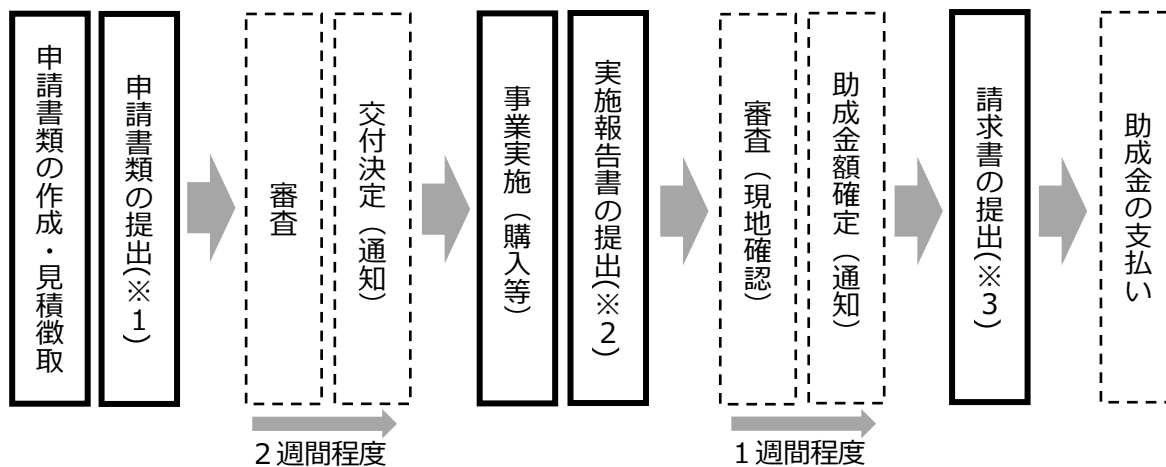 申請書類の作成・見積徴取
申請書類の提出(※1)
審査
交付決定（通知）
2週間程度
事業実施（購入等）
実施報告書の提出(※2)
審査（現地確認）
助成金額確定（通知）
1週間程度
請求書の提出(※3)
助成金の支払い